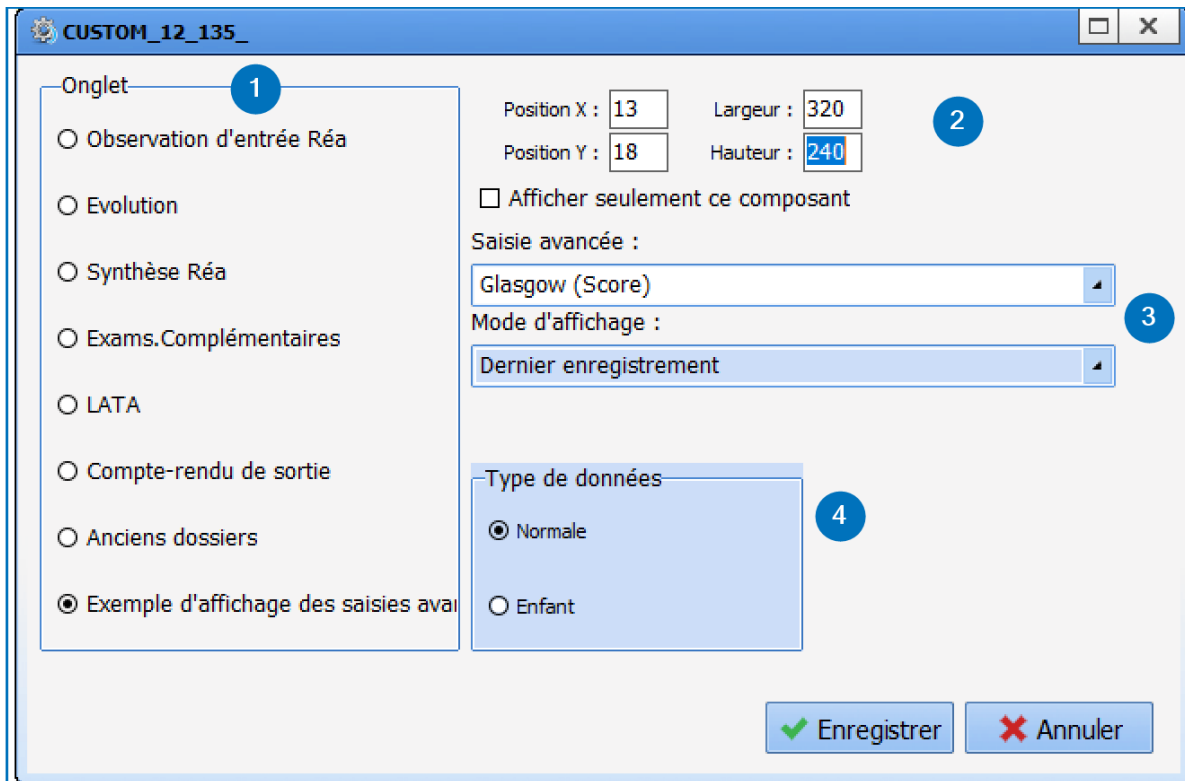 CUSTOM_12_135_
Onglet
1
Observation d'entrée Réa
Evolution
Synthèse Réa
Exams.Complémentaires
LATA
Compte-rendu de sortie
Anciens dossiers
Exemple d'affichage des saisies avai
Position X : 13 Largeur : 320
2
Position Y : 18 Hauteur : 240
Afficher seulement ce composant
Saisie avancée :
Glasgow (Score)
3
Mode d'affichage :
Dernier enregistrement
Type de données
4
Normale
Enfant
Enregistrer
Annuler